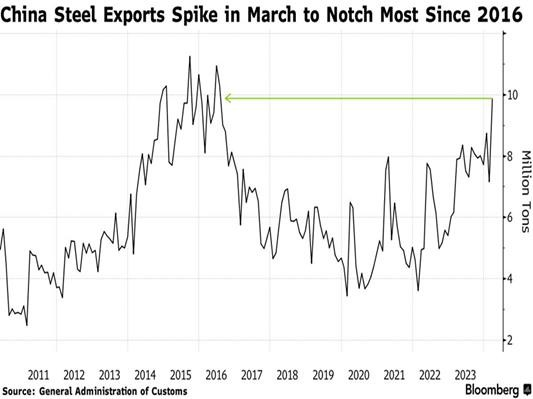 China Steel Exports Spike in March to Notch Most Since 2016
10
8
6
4
2
Million Tons
2011 2012 2013 2014 2015 2016 2017 2018 2019 2020 2021 2022 2023
Source: General Administration of Customs
Bloomberg